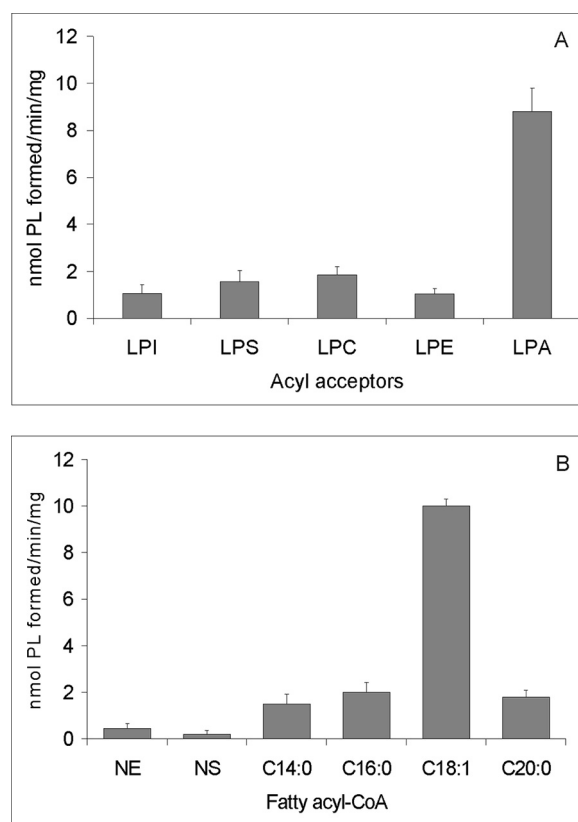 A
nmol PL formed/min/mg
12
10
8
6
4
2
0
LPI LPS LPC LPE LPA
Acyl acceptors
B
nmol PL formed/min/mg
12
10
8
6
4
2
0
NE NS C14:0 C16:0 C18:1 C20:0
Fatty acyl-CoA